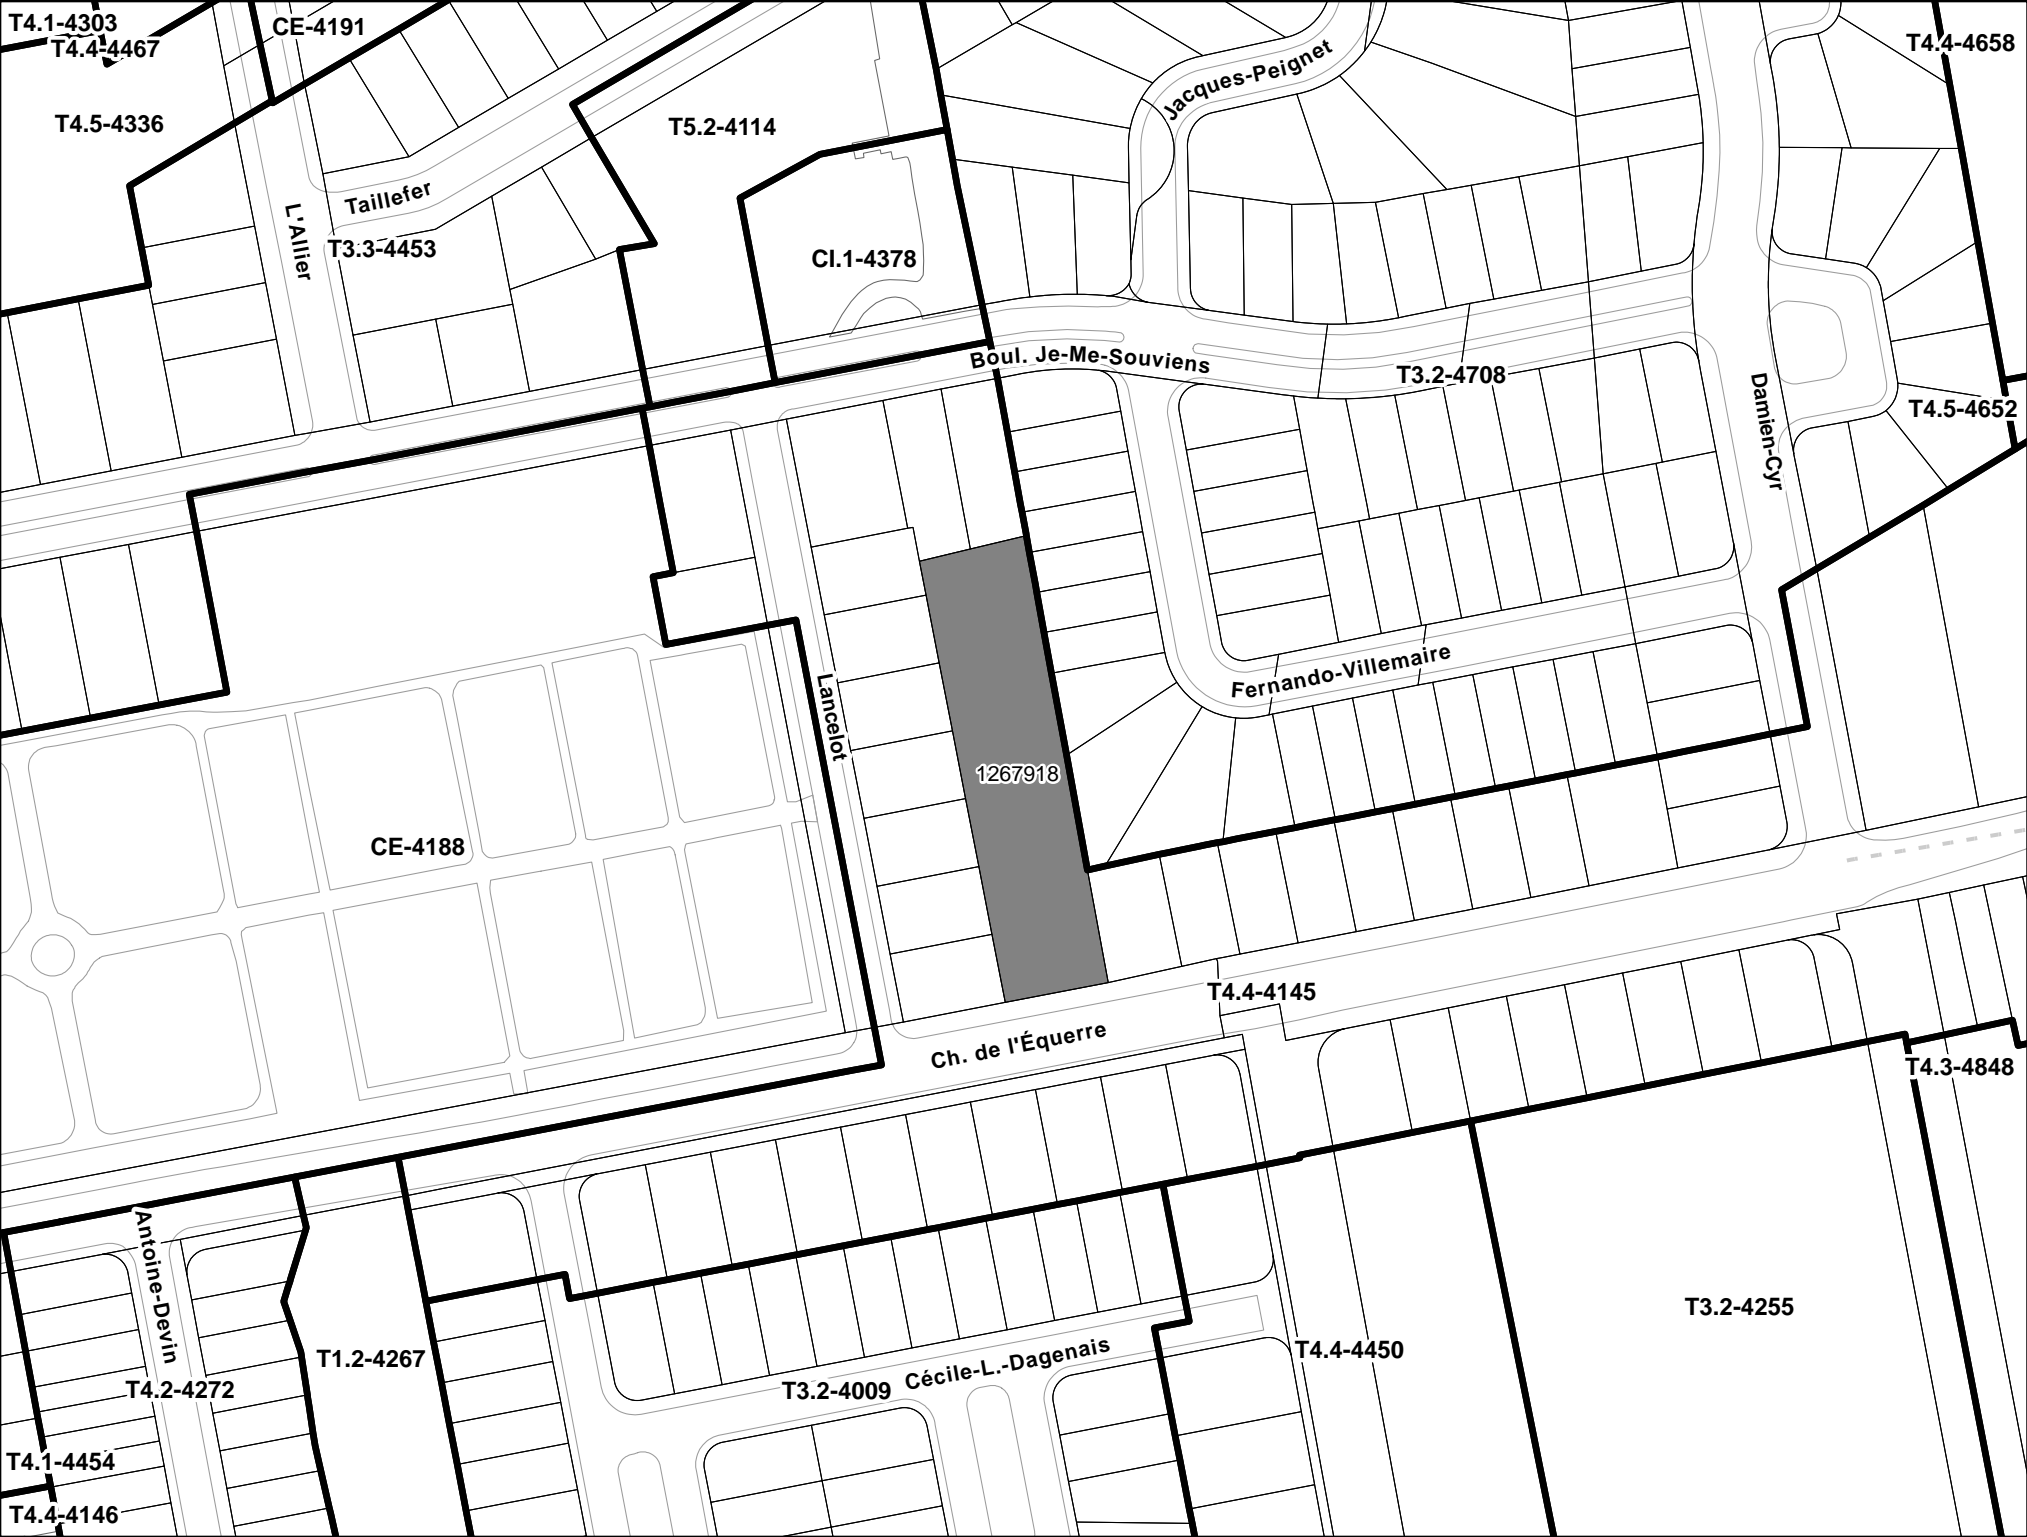 T4.1-4303
CE-4191
T4.4-4467
T4.4-4658
T4.5-4336
T5.2-4114
Jacques-Peignet
Taillefer
L'Allier
T3.3-4453
CI.1-4378
Boul. Je-Me-Souviens
T3.2-4708
Damien-Cyr
T4.5-4652
Lancelot
Fernando-Villemaire
1267918
CE-4188
T4.4-4145
Ch. de l'Équerre
T4.3-4848
Antoine-Devin
T3.2-4255
T1.2-4267
T4.4-4450
Cécile-L.-Dagenais
T4.2-4272
T3.2-4009
T4.1-4454
T4.4-4146